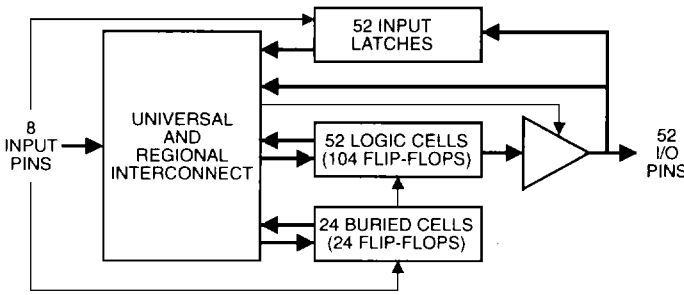 52 INPUT
LATCHES
8
INPUT
PINS
UNIVERSAL
AND
REGIONAL
INTERCONNECT
52 LOGIC CELLS
(104 FLIP-FLOPS)
52
I/O
PINS
24 BURIED CELLS
(24 FLIP-FLOPS)